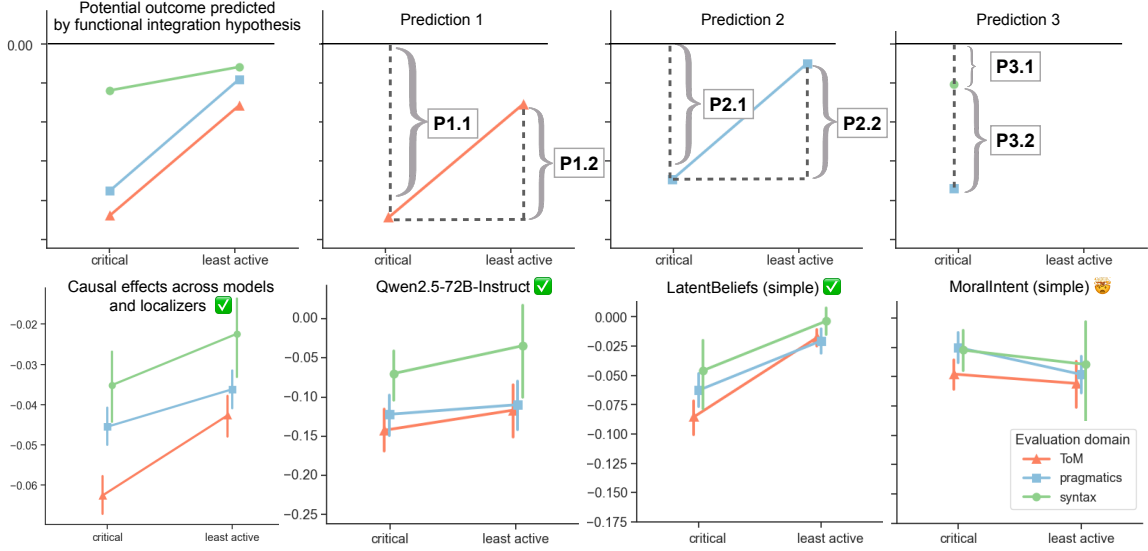 Potential outcome predicted
by functional integration hypothesis
0.00
critical
least active
Prediction 1
P1.1
P1.2
critical
least active
Prediction 2
P2.1
P2.2
critical
least active
Prediction 3
P3.1
P3.2
critical
least active
Causal effects across models
and localizers ✅
−0.02
−0.03
−0.04
−0.05
−0.06
critical
least active
Qwen2.5-72B-Instruct ✅
0.00
−0.05
−0.10
−0.15
−0.20
−0.25
critical
least active
LatentBeliefs (simple) ✅
0.000
−0.025
−0.050
−0.075
−0.100
−0.125
−0.150
−0.175
critical
least active
MoralIntent (simple) 🤯
Evaluation domain
ToM
pragmatics
syntax
critical
least active